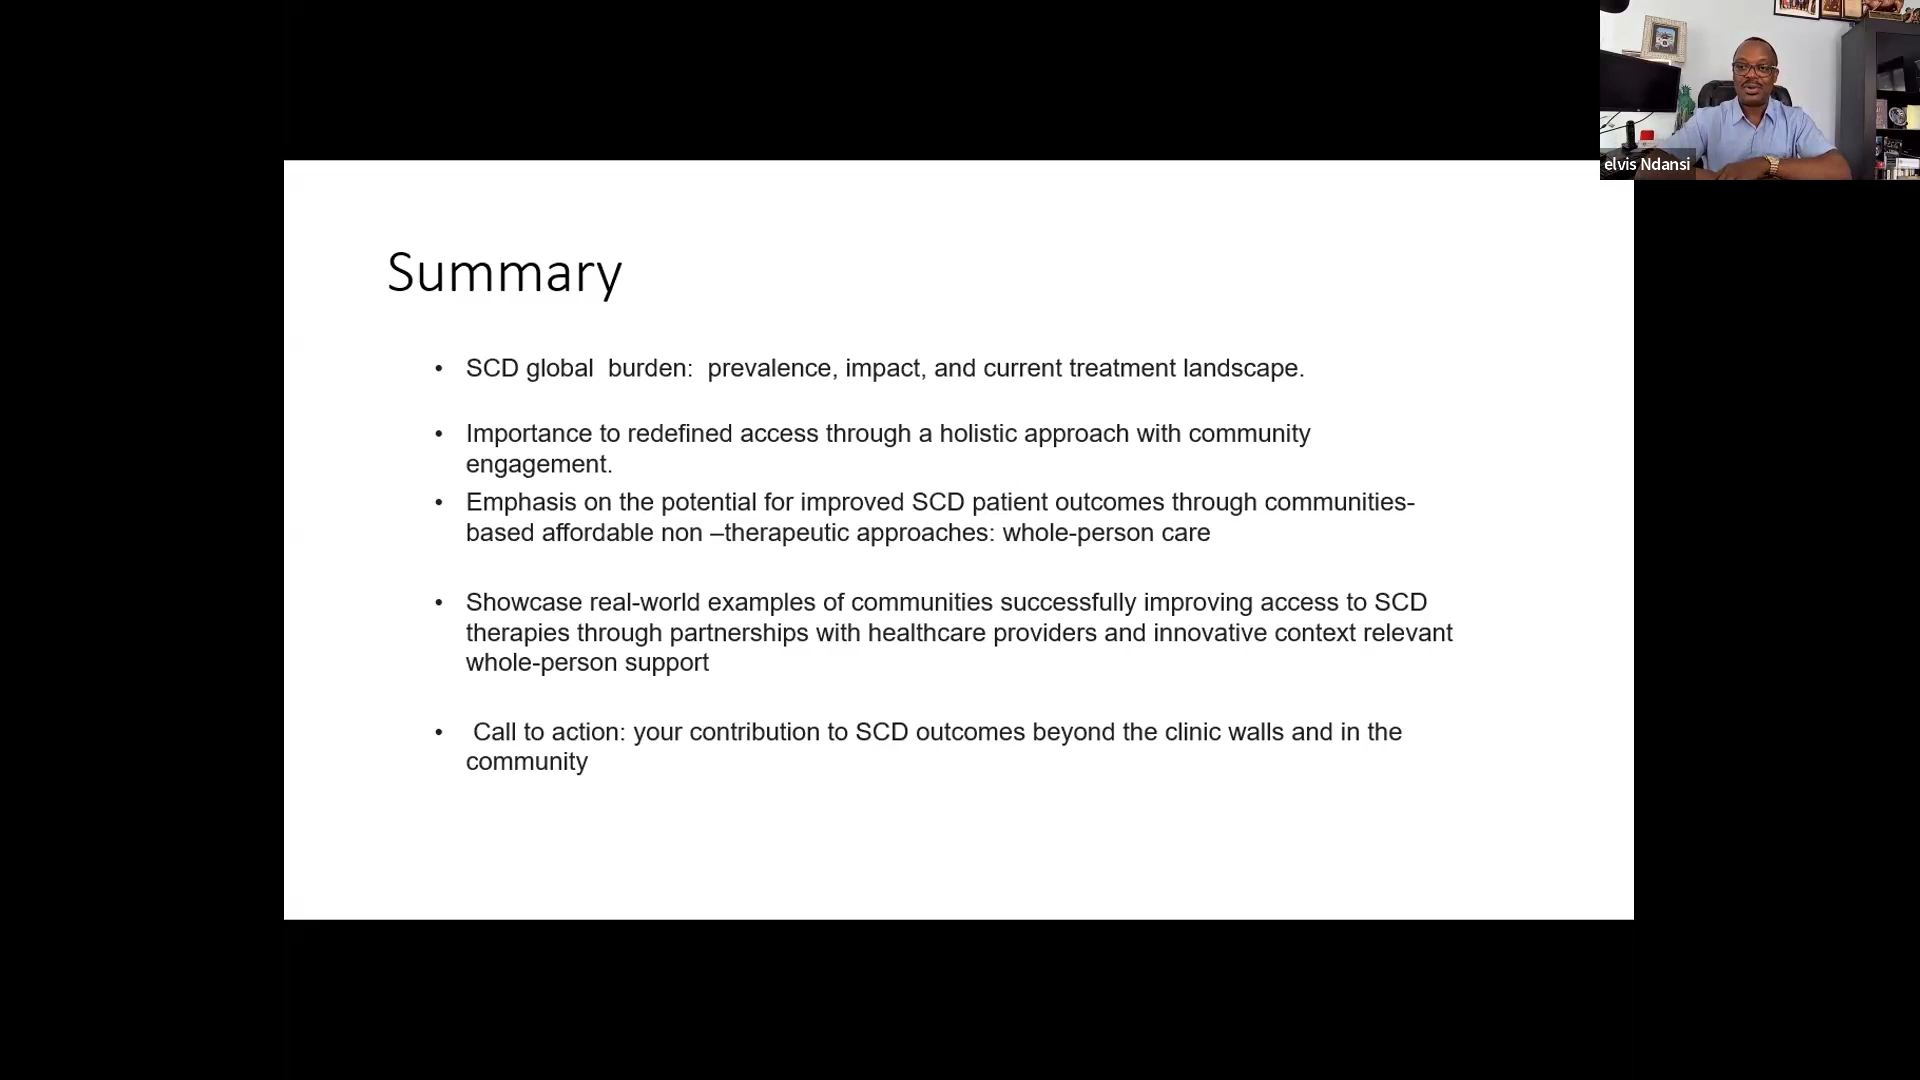 elvis Ndansi
Summary
• SCD global  burden:  prevalence, impact, and current treatment landscape.
• Importance to redefined access through a holistic approach with community
engagement.
• Emphasis on the potential for improved SCD patient outcomes through communities-
based affordable non –therapeutic approaches: whole-person care
• Showcase real-world examples of communities successfully improving access to SCD
therapies through partnerships with healthcare providers and innovative context relevant
whole-person support
•  Call to action: your contribution to SCD outcomes beyond the clinic walls and in the
community